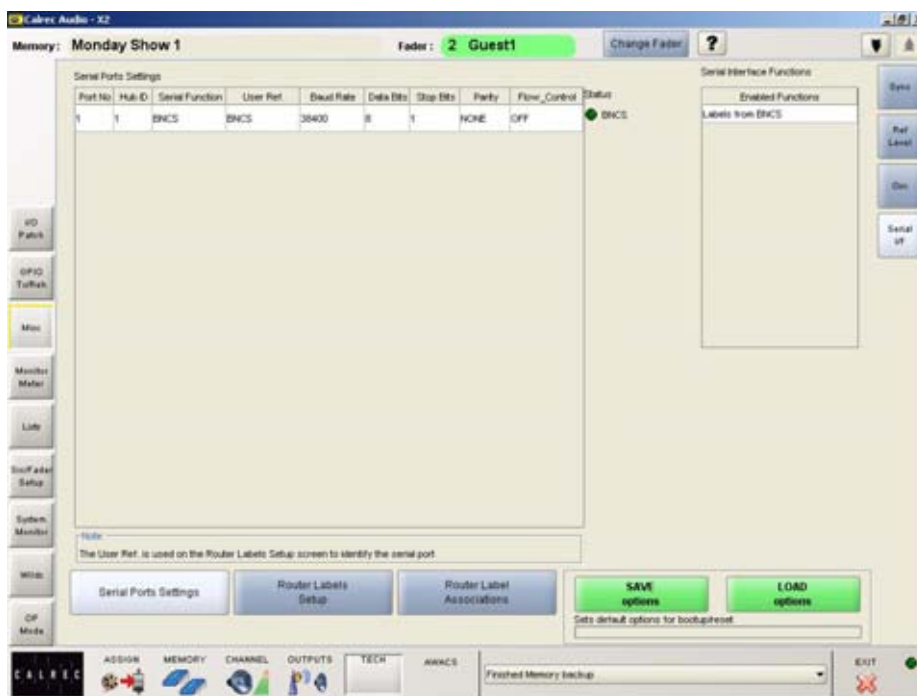 Calrec Audio - X2
Memory: Monday Show 1 Fader: 2 Guest1 Change Fader ?
Serial Ports Settings
Port No Hub ID Serial Function User Ref. Baud Rate Data Bits Stop Bits Parity Flow_Control
1 1 BNCS BNCS 38400 8 1 NONE OFF
Status
BNCS
Serial Interface Functions
Enabled Functions
Labels from BNCS
Sync
Ref
Level
Serial
I/F
I/O
Patch
GPIO
Misc
Monitor
Meter
Lists
Setup
System
Monitor
Wilds
OP
Mode
Note
The User Ref. is used on the Router Labels Setup screen to identify the serial port
Serial Ports Settings
Router Labels
Setup
Router Label
Associations
SAVE
options
LOAD
options
Sets default options for bootup/reset
CALREC
ASSIGN
MEMORY
CHANNEL
OUTPUTS
TECH
AWACS
Finished Memory backup
EXIT